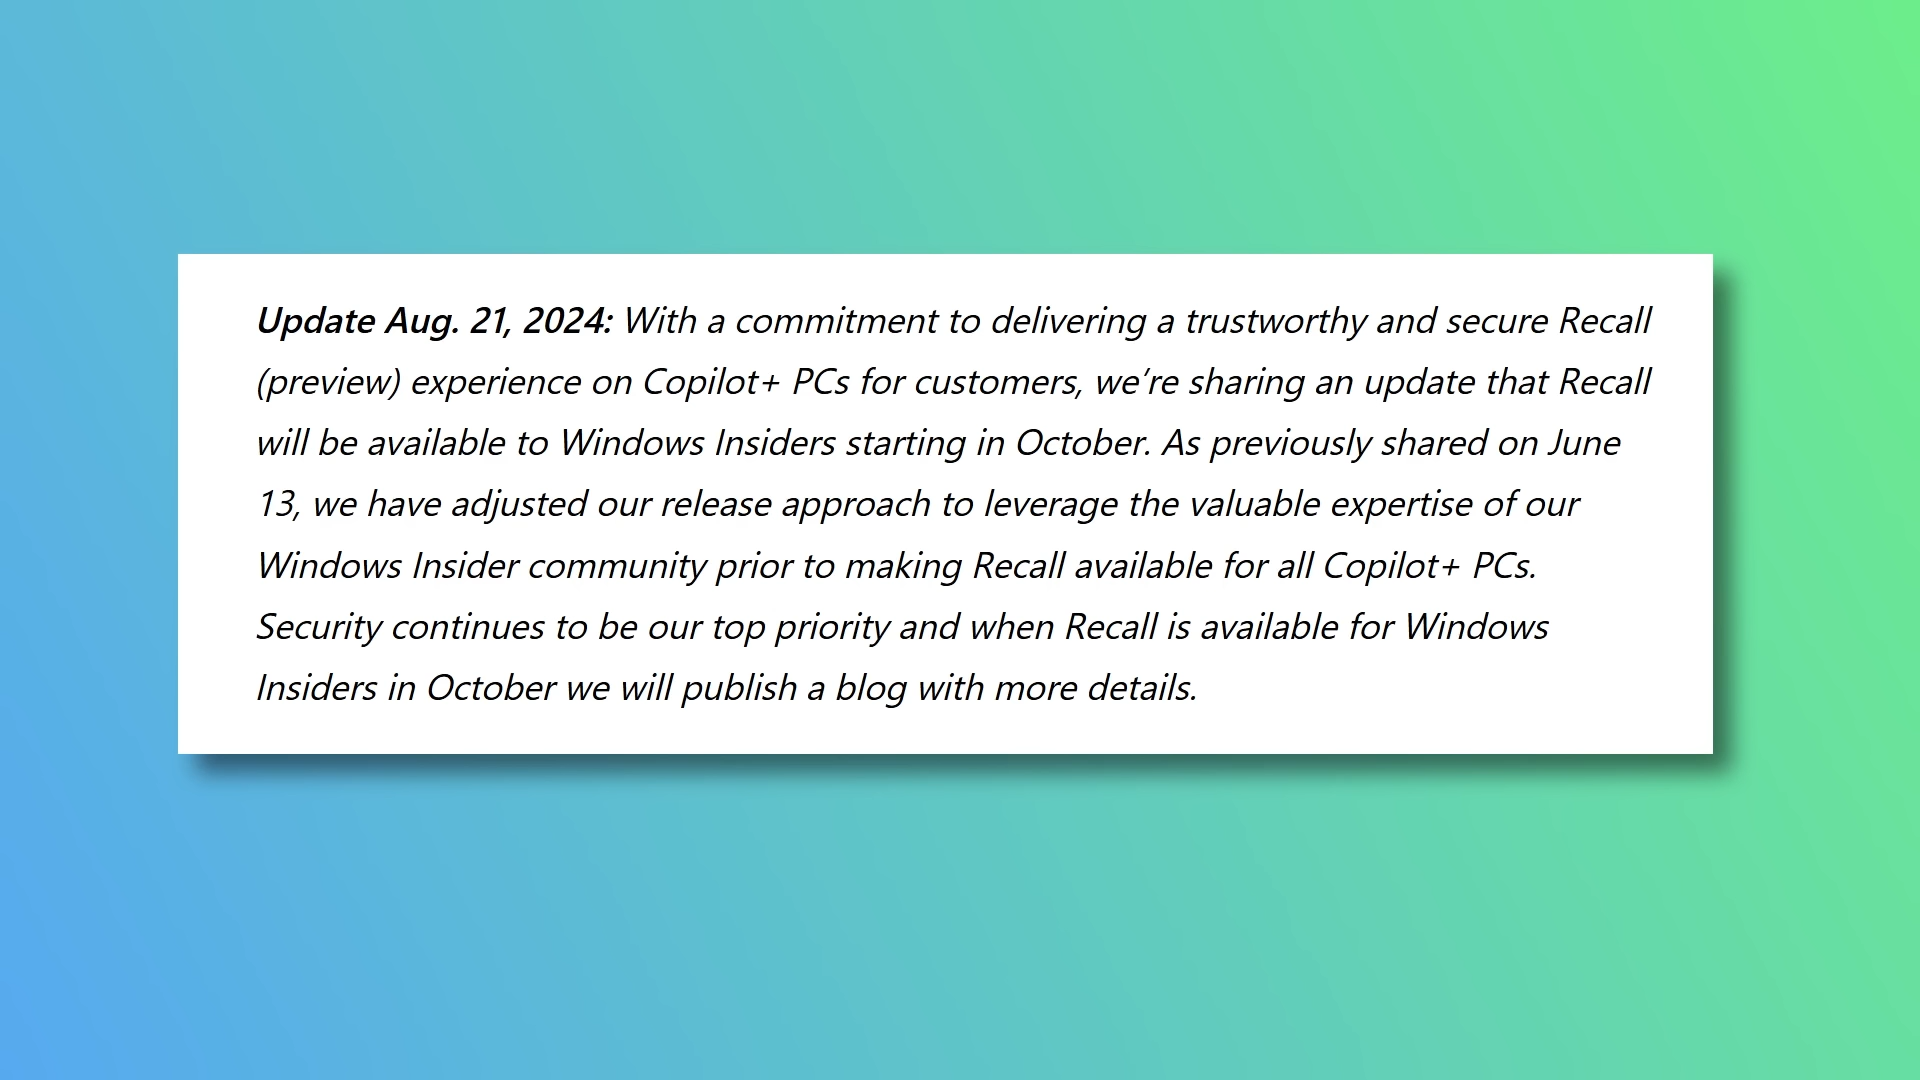 Update Aug. 21, 2024: With a commitment to delivering a trustworthy and secure Recall
(preview) experience on Copilot+ PCs for customers, we’re sharing an update that Recall
will be available to Windows Insiders starting in October. As previously shared on June
13, we have adjusted our release approach to leverage the valuable expertise of our
Windows Insider community prior to making Recall available for all Copilot+ PCs.
Security continues to be our top priority and when Recall is available for Windows
Insiders in October we will publish a blog with more details.